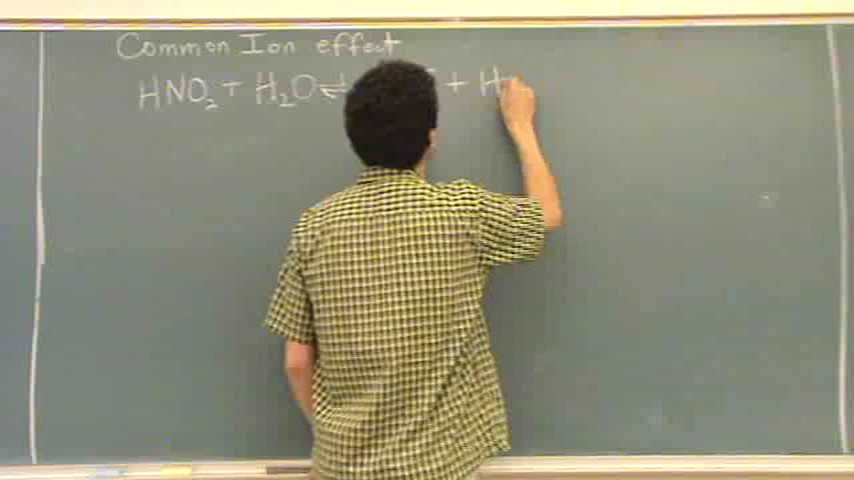 Common Ion effect
HNO₂ + H₂O ⇌ + H